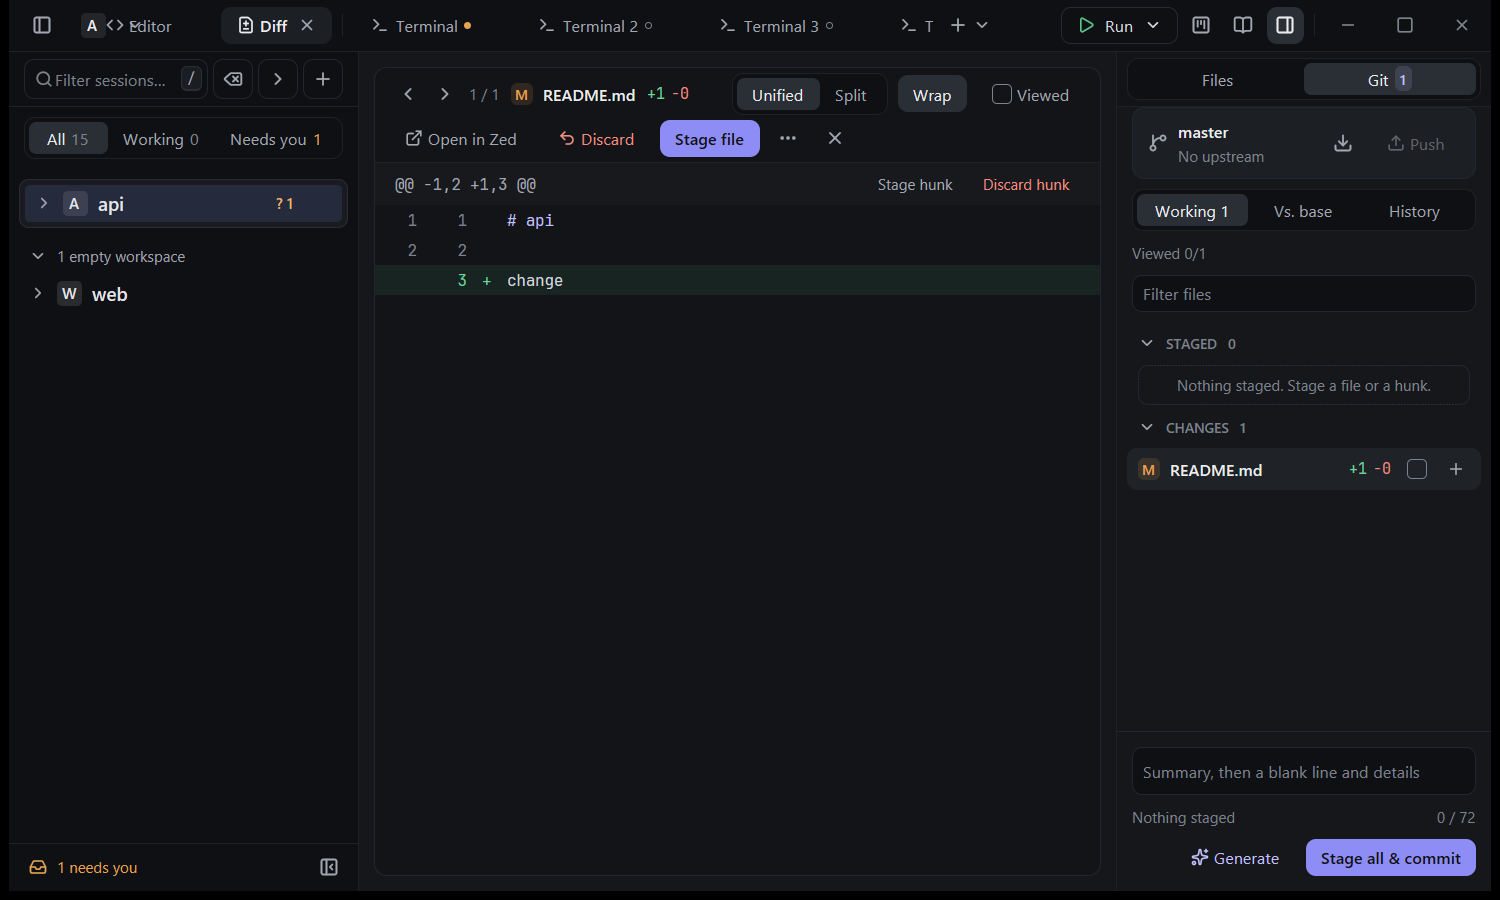 A Editor
Diff
Terminal
Terminal 2
Terminal 3
T
Run
Filter sessions... /
All 15
Working 0
Needs you 1
A api ? 1
1 empty workspace
W web
1 needs you
1 / 1 M README.md +1 -0
Unified
Split
Wrap
Viewed
Open in Zed
Discard
Stage file
@@ -1,2 +1,3 @@
Stage hunk
Discard hunk
1 1 # api
2 2
3 + change
Files
Git 1
master
No upstream
Push
Working 1
Vs. base
History
Viewed 0/1
Filter files
STAGED 0
Nothing staged. Stage a file or a hunk.
CHANGES 1
M README.md +1 -0
Summary, then a blank line and details
Nothing staged 0 / 72
Generate
Stage all & commit